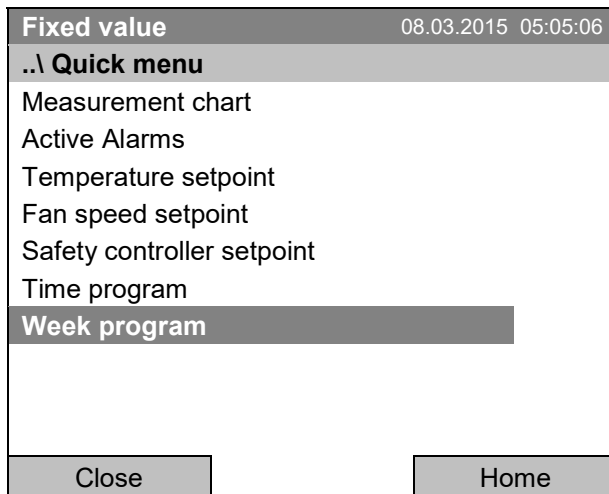 Fixed value 08.03.2015 05:05:06
..\ Quick menu
Measurement chart
Active Alarms
Temperature setpoint
Fan speed setpoint
Safety controller setpoint
Time program
Week program
Close Home